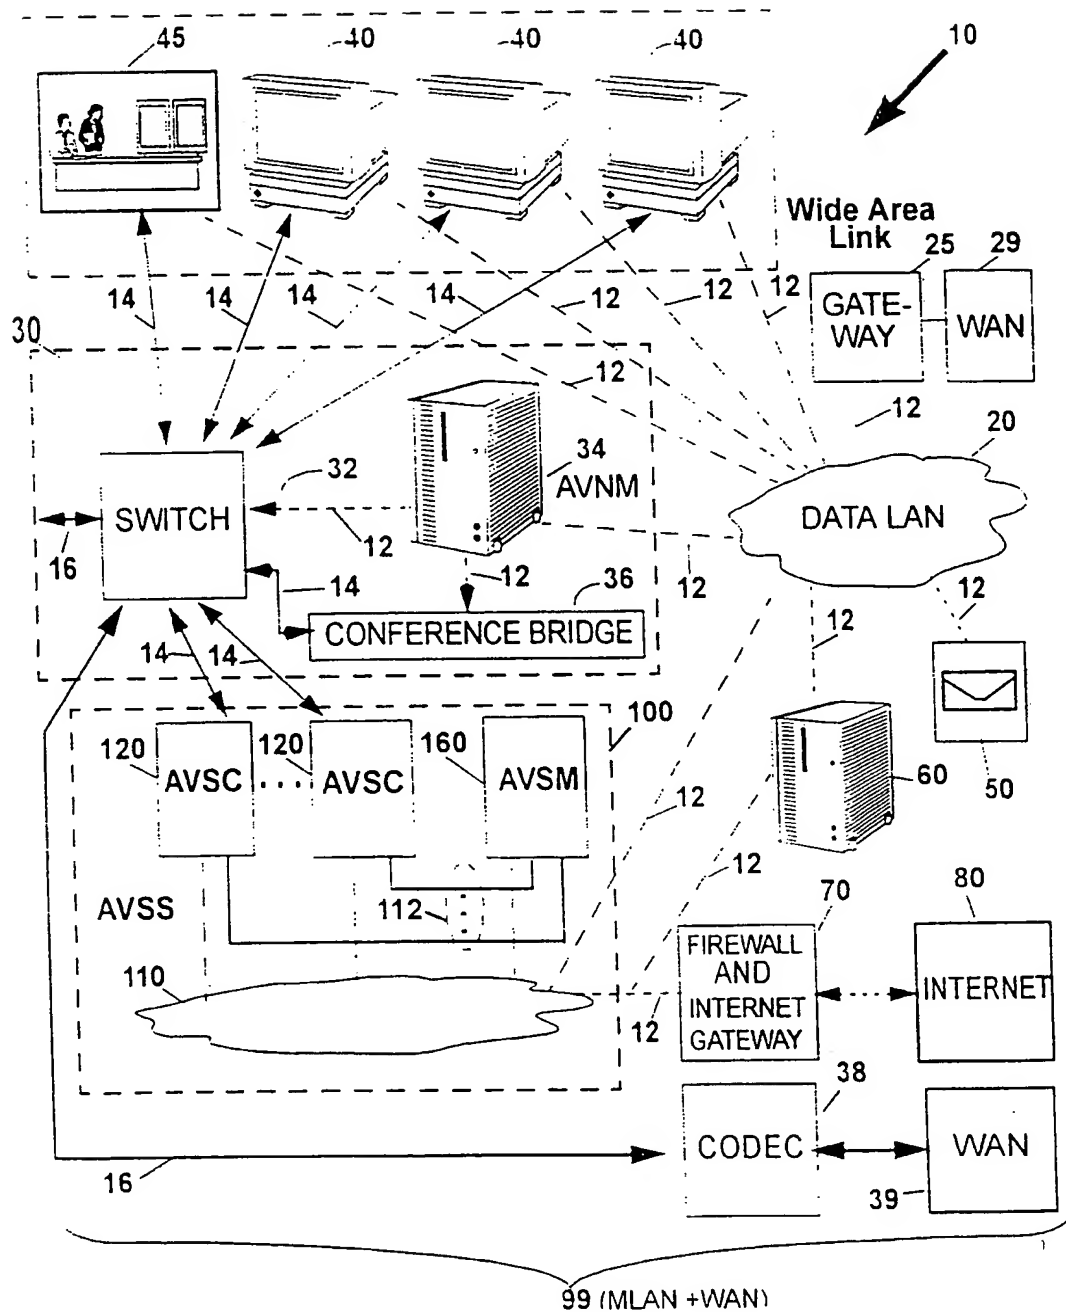 45
40
40
40
10
Wide Area
Link
25
29
GATE-
WAY
WAN
14
14
14
14
12
12
12
30
12
12
20
32
34
AVNM
SWITCH
DATA LAN
16
12
12
12
14
36
12
12
CONFERENCE BRIDGE
14
14
100
120
120
160
AVSC
AVSC
AVSM
60
50
12
12
AVSS
112
70
80
110
FIREWALL
AND
INTERNET
GATEWAY
INTERNET
12
38
CODEC
WAN
16
39
99 (MLAN +WAN)